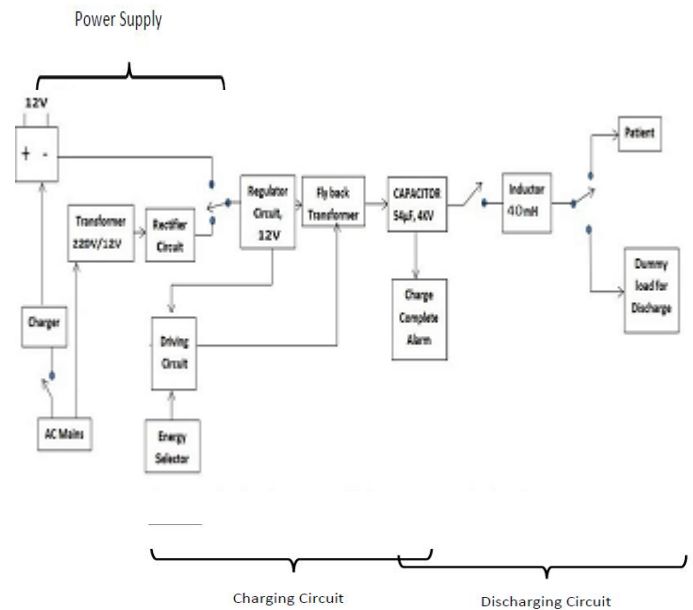 Power Supply
12V
+ -
Transformer
220V/12V
Rectifier
Circuit
Regulator
Circuit,
12V
Fly back
Transformer
CAPACITOR
54μF, 4KV
Inductor
40mH
Patient
Dummy
load for
Discharge
Charger
Driving
Circuit
Charge
Complete
Alarm
AC Mains
Energy
Selector
Charging Circuit
Discharging Circuit